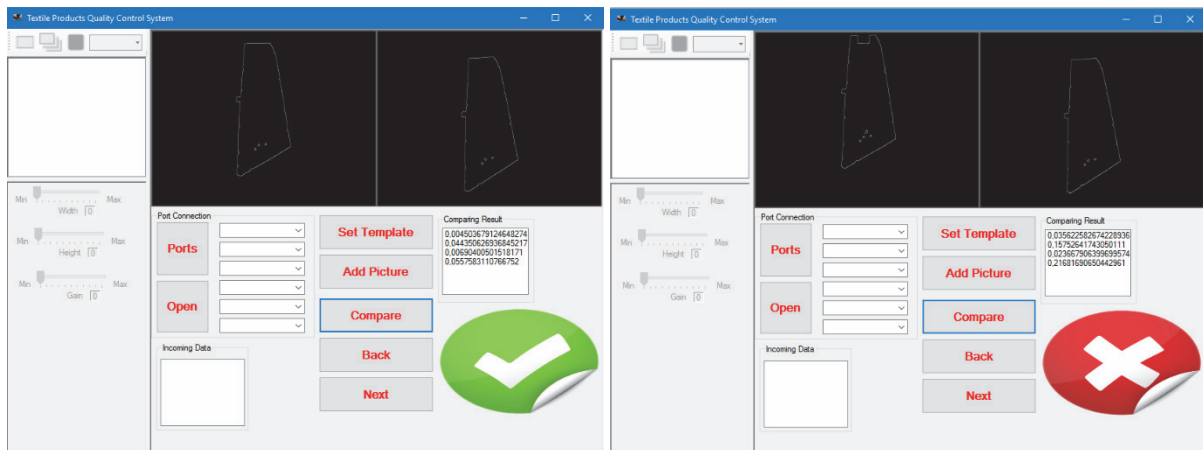 Textile Products Quality Control System
Min Max
Width 0
Min Max
Height 0
Min Max
Gain 0
Port Connection
Ports
Open
Incoming Data
Set Template
Add Picture
Compare
Back
Next
Comparing Result
0,004503679124648274
0,044350626936845217
0,00690400501518171
0,0557583110766752
Textile Products Quality Control System
Min Max
Width 0
Min Max
Height 0
Min Max
Gain 0
Port Connection
Ports
Open
Incoming Data
Set Template
Add Picture
Compare
Back
Next
Comparing Result
0,035622582674228936
0,15752641743050111
0,023667906399699574
0,21681690650442961